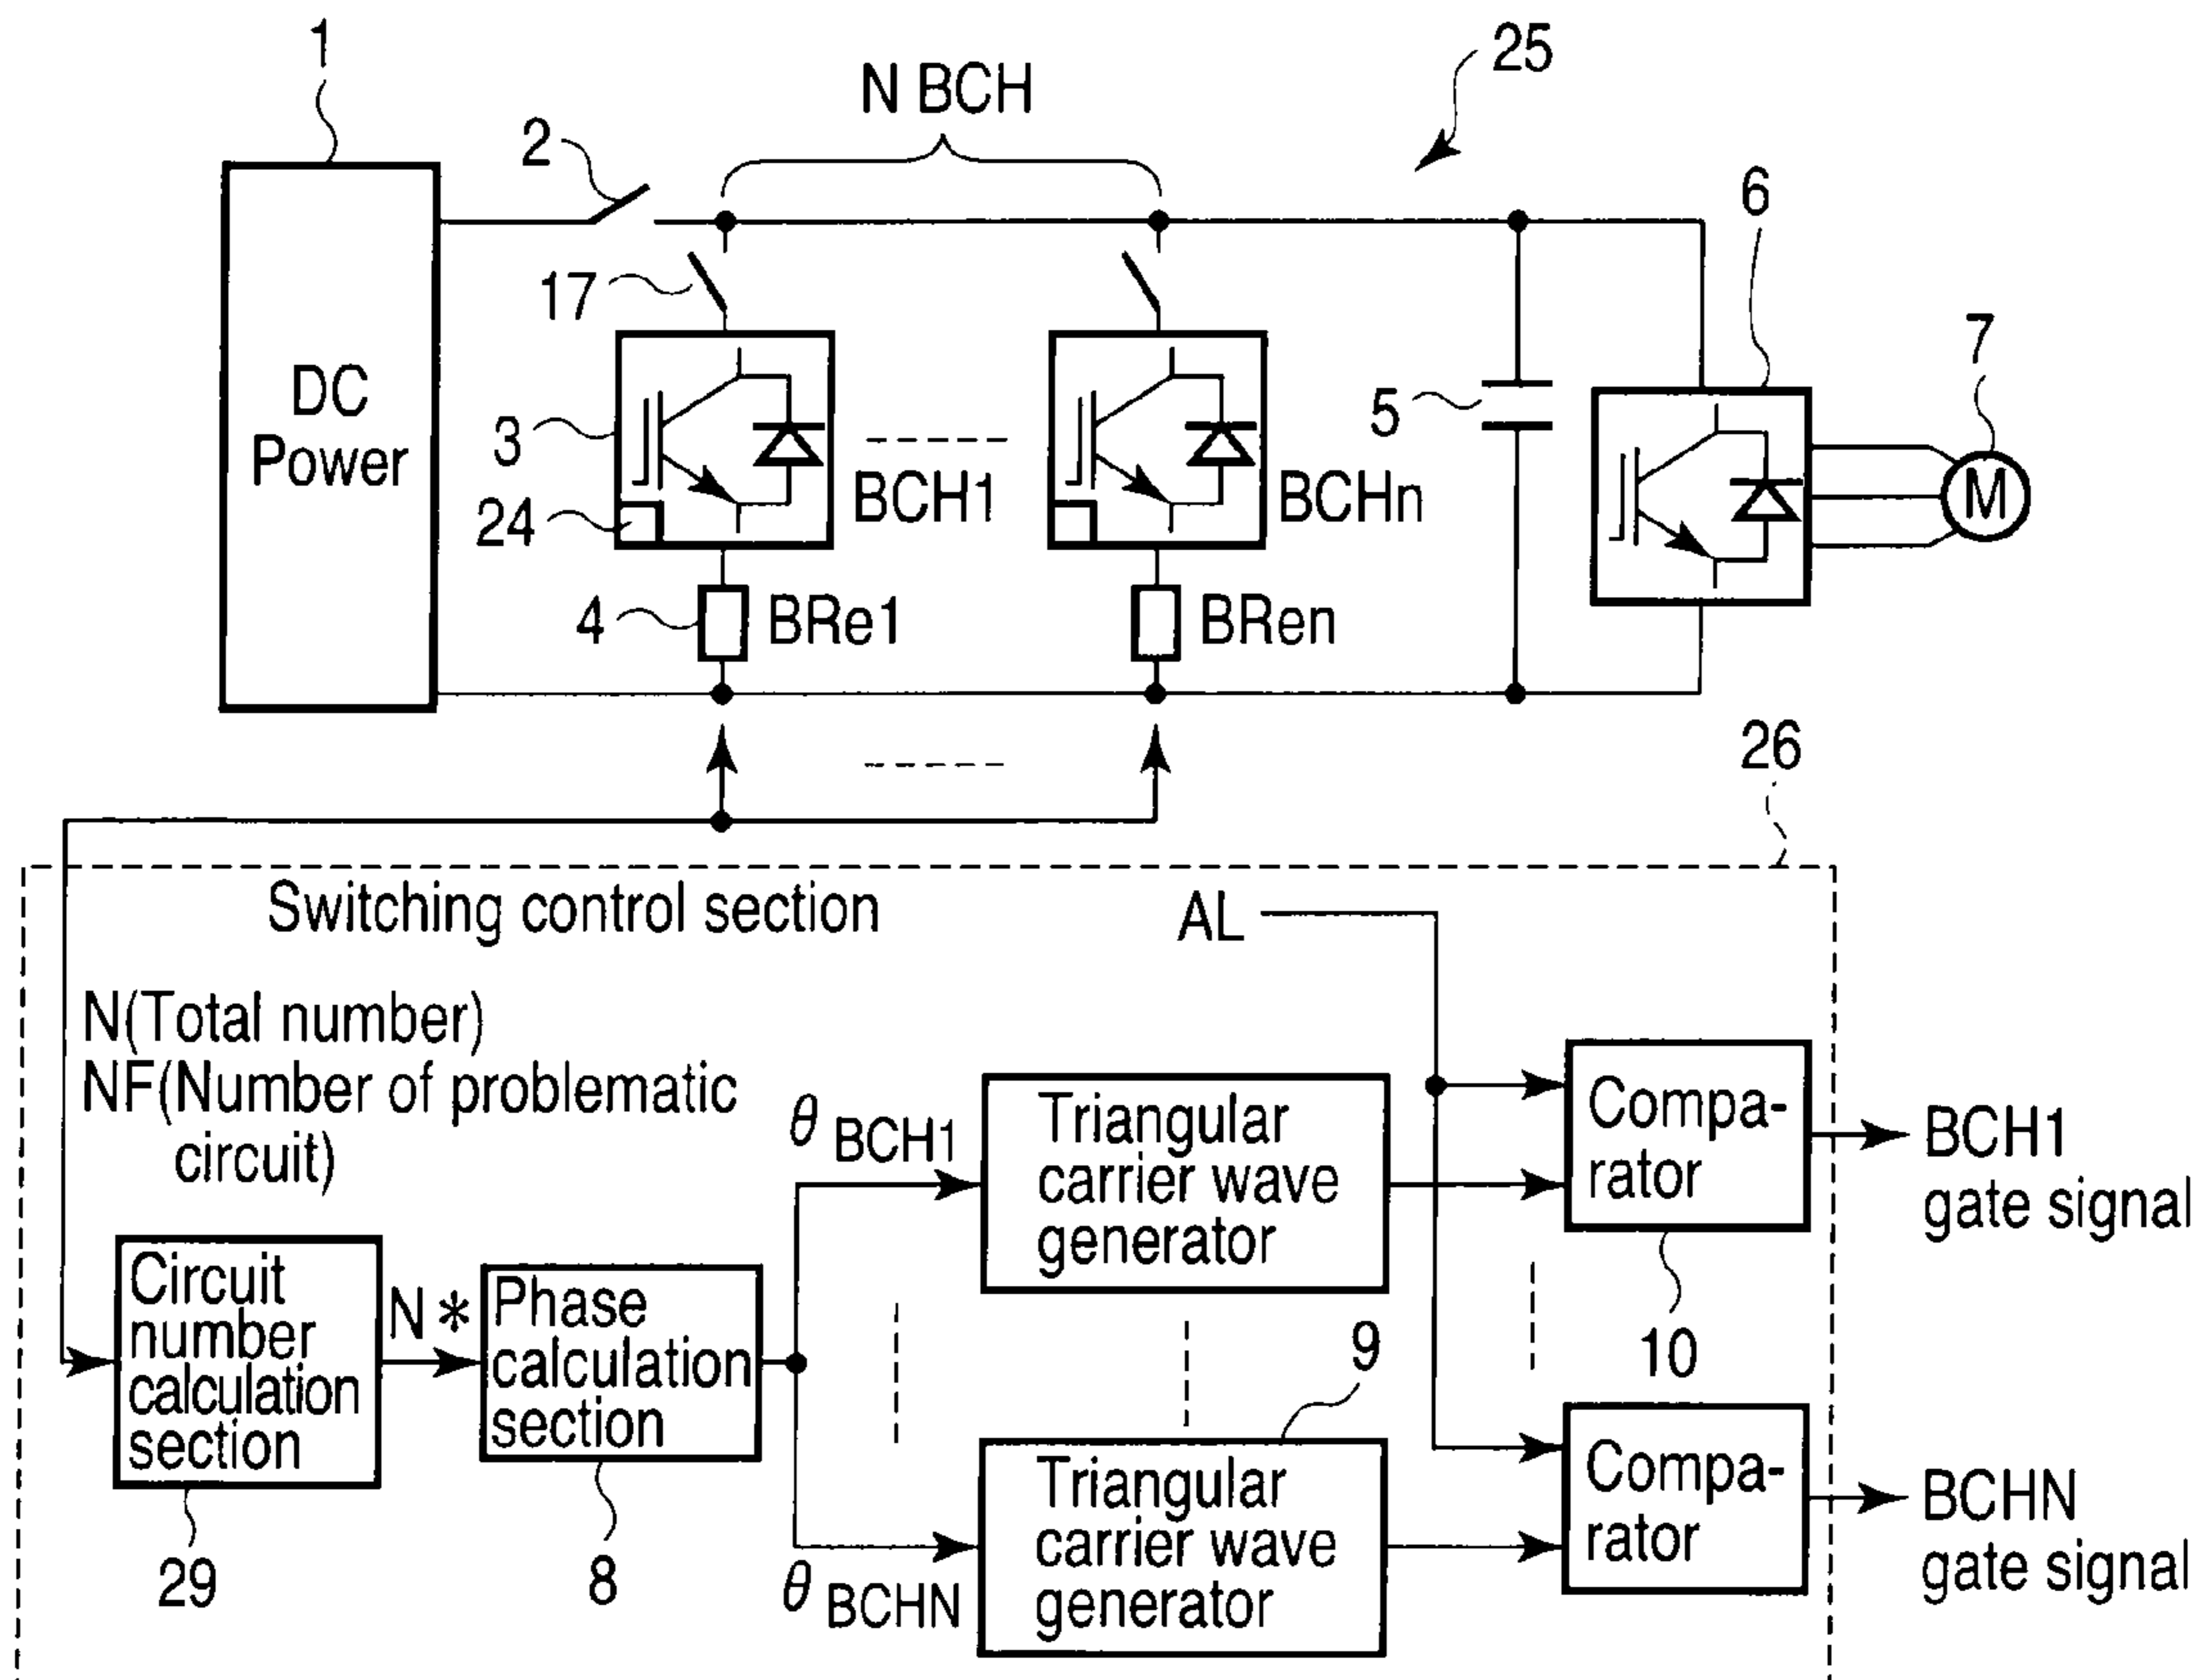 1
25
N BCH
2
6
17
7
DC
Power
3
5
M
BCH1
BCHn
24
4
BRe1
BRen
26
Switching control section
AL
N(Total number)
NF(Number of problematic
circuit)
θ BCH1
Triangular
carrier wave
generator
Compa-
rator
BCH1
gate signal
Circuit
number
calculation
section
N*
Phase
calculation
section
9
10
29
8
θ BCHN
Triangular
carrier wave
generator
Compa-
rator
BCHN
gate signal